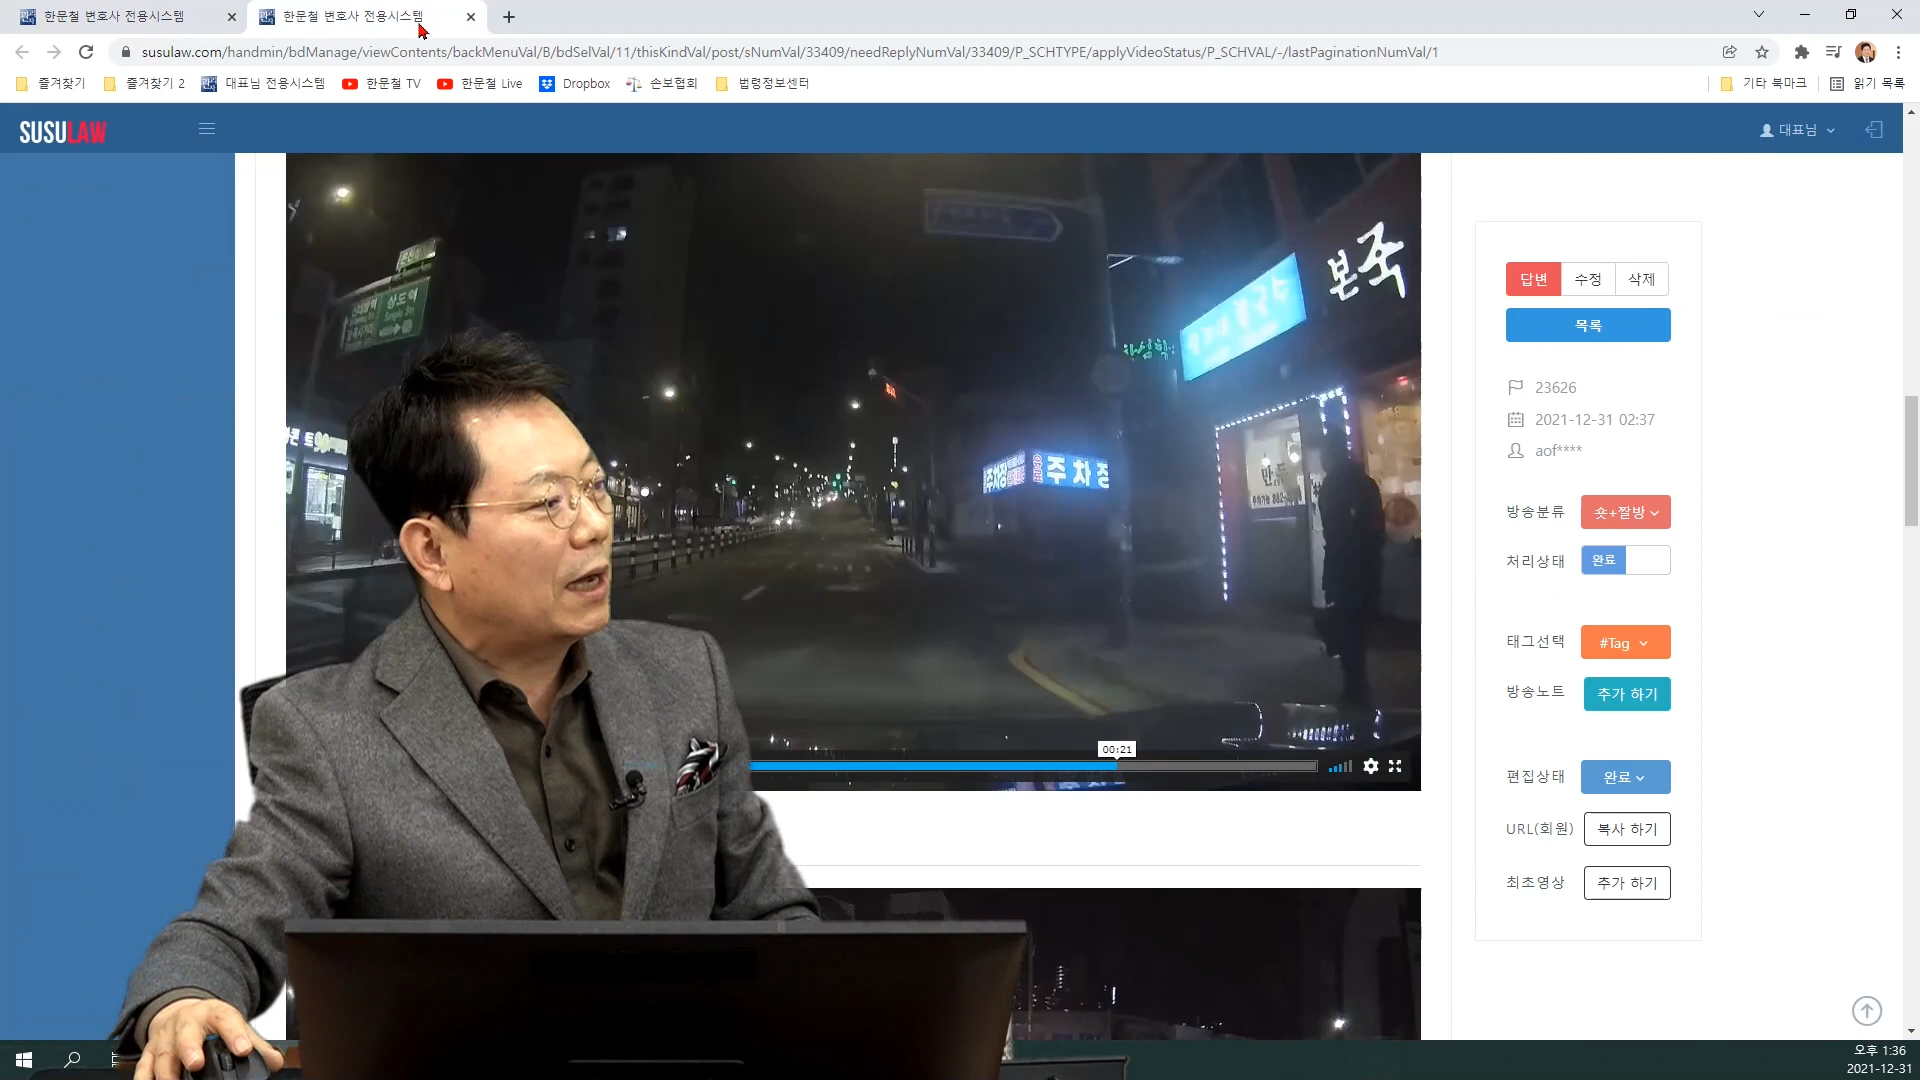 한문철 변호사 전용시스템
한문철 변호사 전용시스템
susulaw.com/handmin/bdManage/viewContents/backMenuVal/B/bdSelVal/11/thisKindVal/post/sNumVal/33409/needReplyNumVal/33409/P_SCHTYPE/applyVideoStatus/P_SCHVAL/-/lastPaginationNumVal/1
즐겨찾기
즐겨찾기 2
대표님 전용시스템
한문철 TV
한문철 Live
Dropbox
손보협회
법령정보센터
기타 북마크
읽기 목록
SUSULAW
대표님
본죽
상도역
주차장
주차장
00:21
답변
수정
삭제
목록
23626
2021-12-31 02:37
aof****
방송분류
숏+짤방
처리상태
완료
태그선택
#Tag
방송노트
추가 하기
편집상태
완료
URL(회원)
복사 하기
최초영상
추가 하기
오후 1:36
2021-12-31